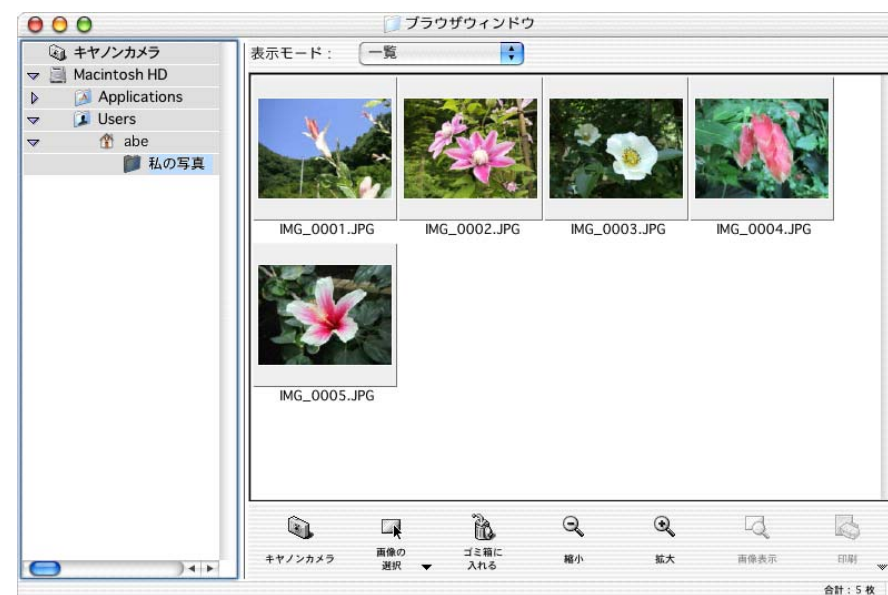 ブラウザウィンドウ
キヤノンカメラ
Macintosh HD
Applications
Users
abe
私の写真
表示モード：
一覧
IMG_0001.JPG
IMG_0002.JPG
IMG_0003.JPG
IMG_0004.JPG
IMG_0005.JPG
キヤノンカメラ
画像の
選択
ゴミ箱に
入れる
縮小
拡大
画像表示
印刷
合計：5 枚